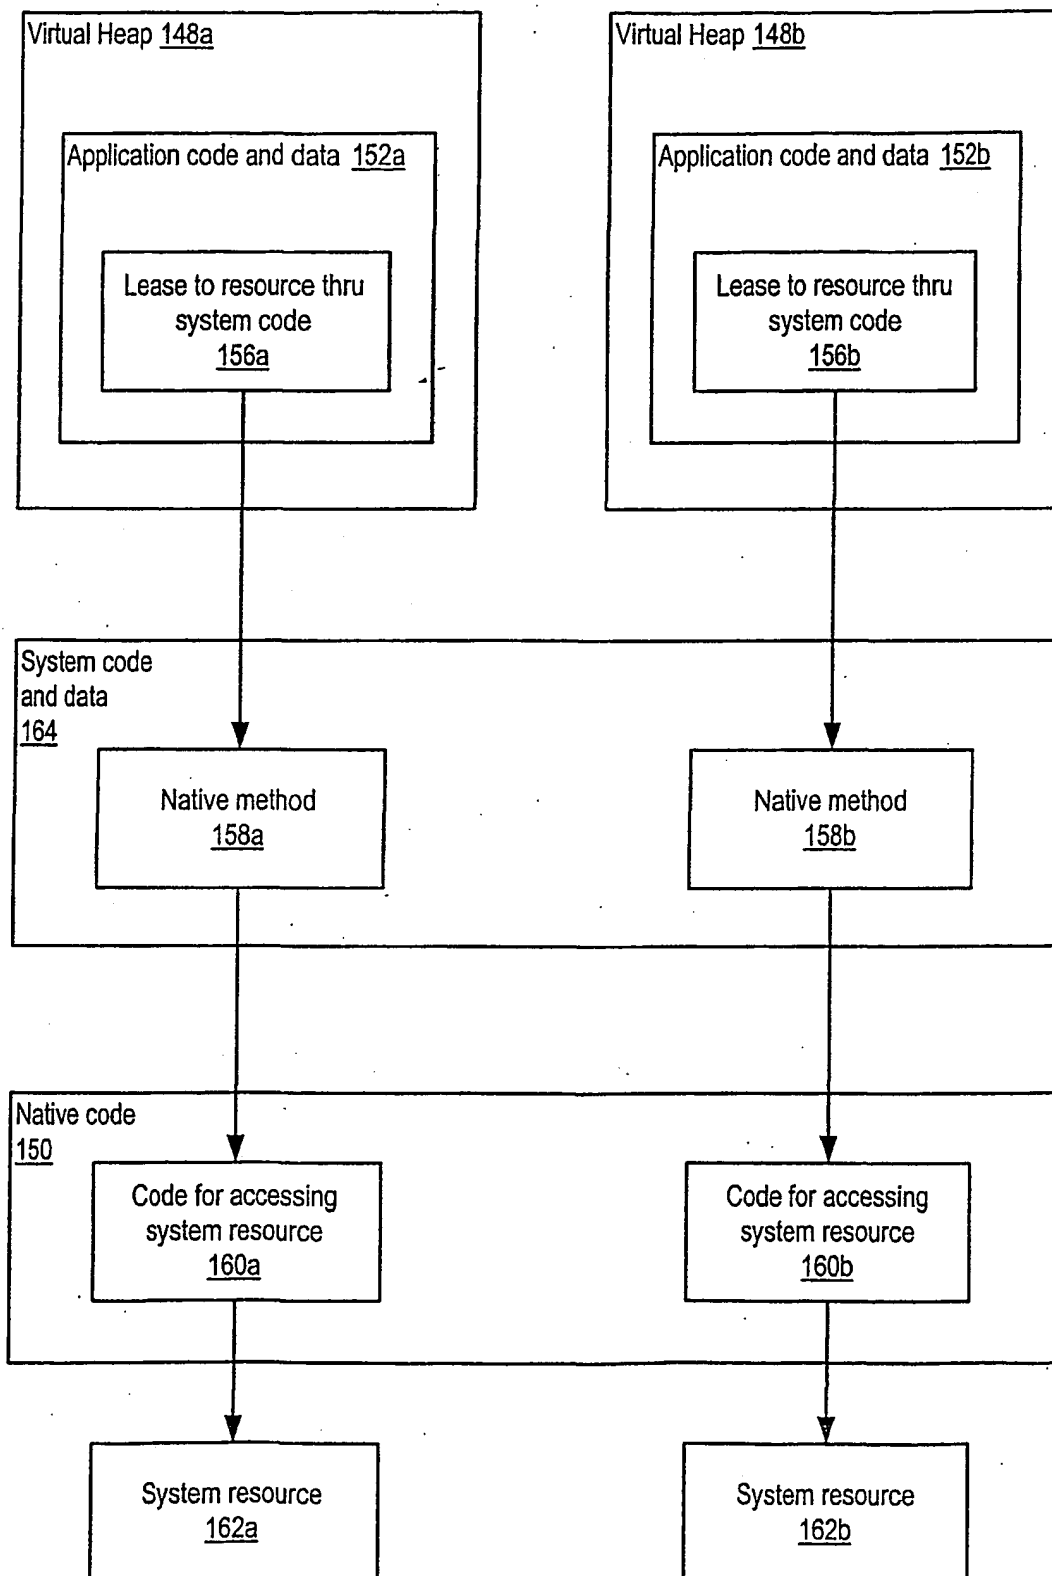 Virtual Heap 148a
Virtual Heap 148b
Application code and data 152a
Application code and data 152b
Lease to resource thru
system code
156a
Lease to resource thru
system code
156b
System code
and data
164
Native method
158a
Native method
158b
Native code
150
Code for accessing
system resource
160a
Code for accessing
system resource
160b
System resource
162a
System resource
162b